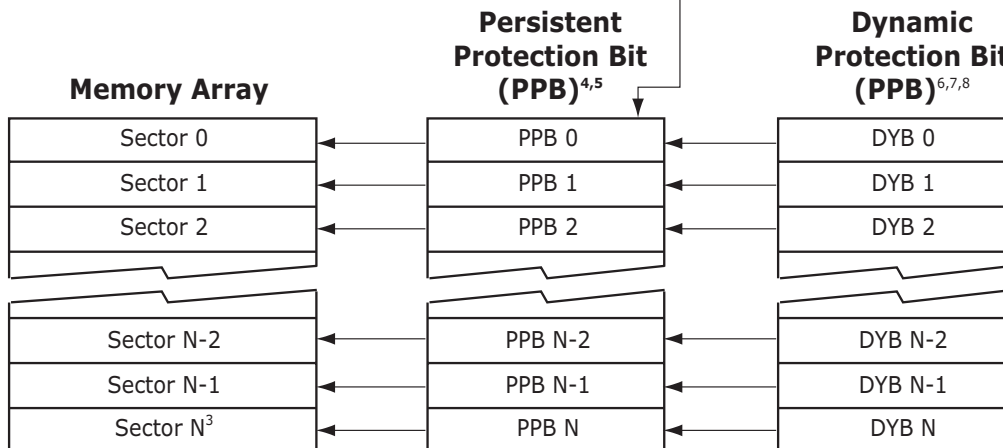 Memory Array
Persistent
Protection Bit
(PPB)4,5
Dynamic
Protection Bit
(PPB)6,7,8
Sector 0
PPB 0
DYB 0
Sector 1
PPB 1
DYB 1
Sector 2
PPB 2
DYB 2
Sector N-2
PPB N-2
DYB N-2
Sector N-1
PPB N-1
DYB N-1
Sector N3
PPB N
DYB N